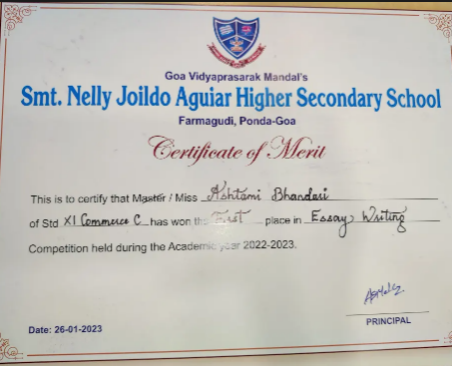 Goa Vidyaprasarak Mandal's
Smt. Nelly Joildo Aguiar Higher Secondary School
Farmagudi, Ponda-Goa
Certificate of Merit
This is to certify that Master / Miss Ashtami Bhandari
of Std XI Commerce C has won the First place in Essay Writing
Competition held during the Academic year 2022-2023.
Date: 26-01-2023
PRINCIPAL